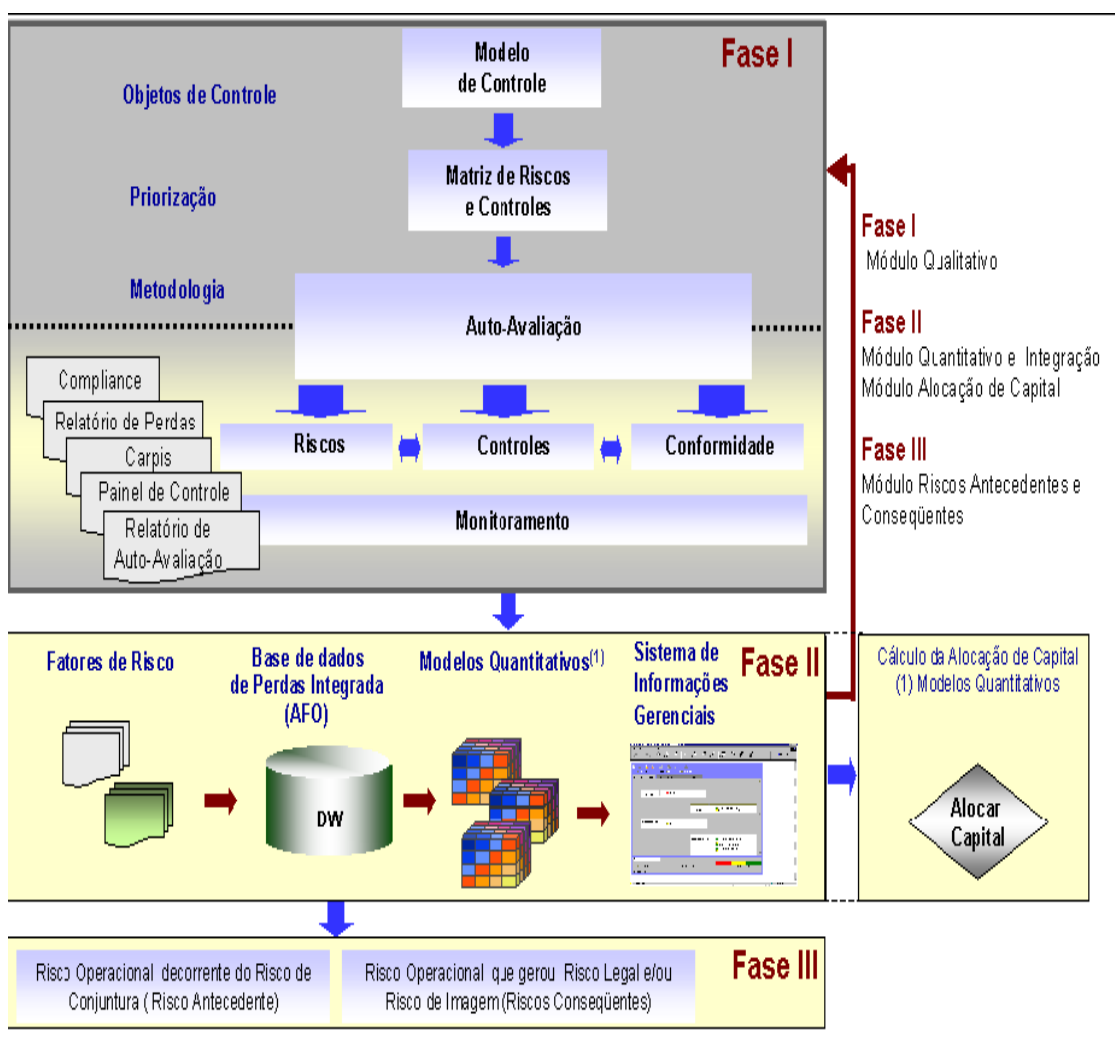 Fase I
Modelo
de Controle
Objetos de Controle
Matriz de Riscos
e Controles
Priorização
Metodologia
Auto-Avaliação
Compliance
Relatório de Perdas
Carpis
Painel de Controle
Relatório de
Auto-Avaliação
Riscos
Controles
Conformidade
Monitoramento
Fase I
Módulo Qualitativo
Fase II
Módulo Quantitativo e Integração
Módulo Alocação de Capital
Fase III
Módulo Riscos Antecedentes e
Conseqüentes
Fatores de Risco
Base de dados
de Perdas Integrada
(AFO)
DW
Modelos Quantitativos(1)
Sistema de
Informações
Gerenciais
Fase II
Cálculo da Alocação de Capital
(1) Modelos Quantitativos
Alocar
Capital
Risco Operacional decorrente do Risco de
Conjuntura ( Risco Antecedente)
Risco Operacional que gerou Risco Legal e/ou
Risco de Imagem(Riscos Conseqüentes)
Fase III